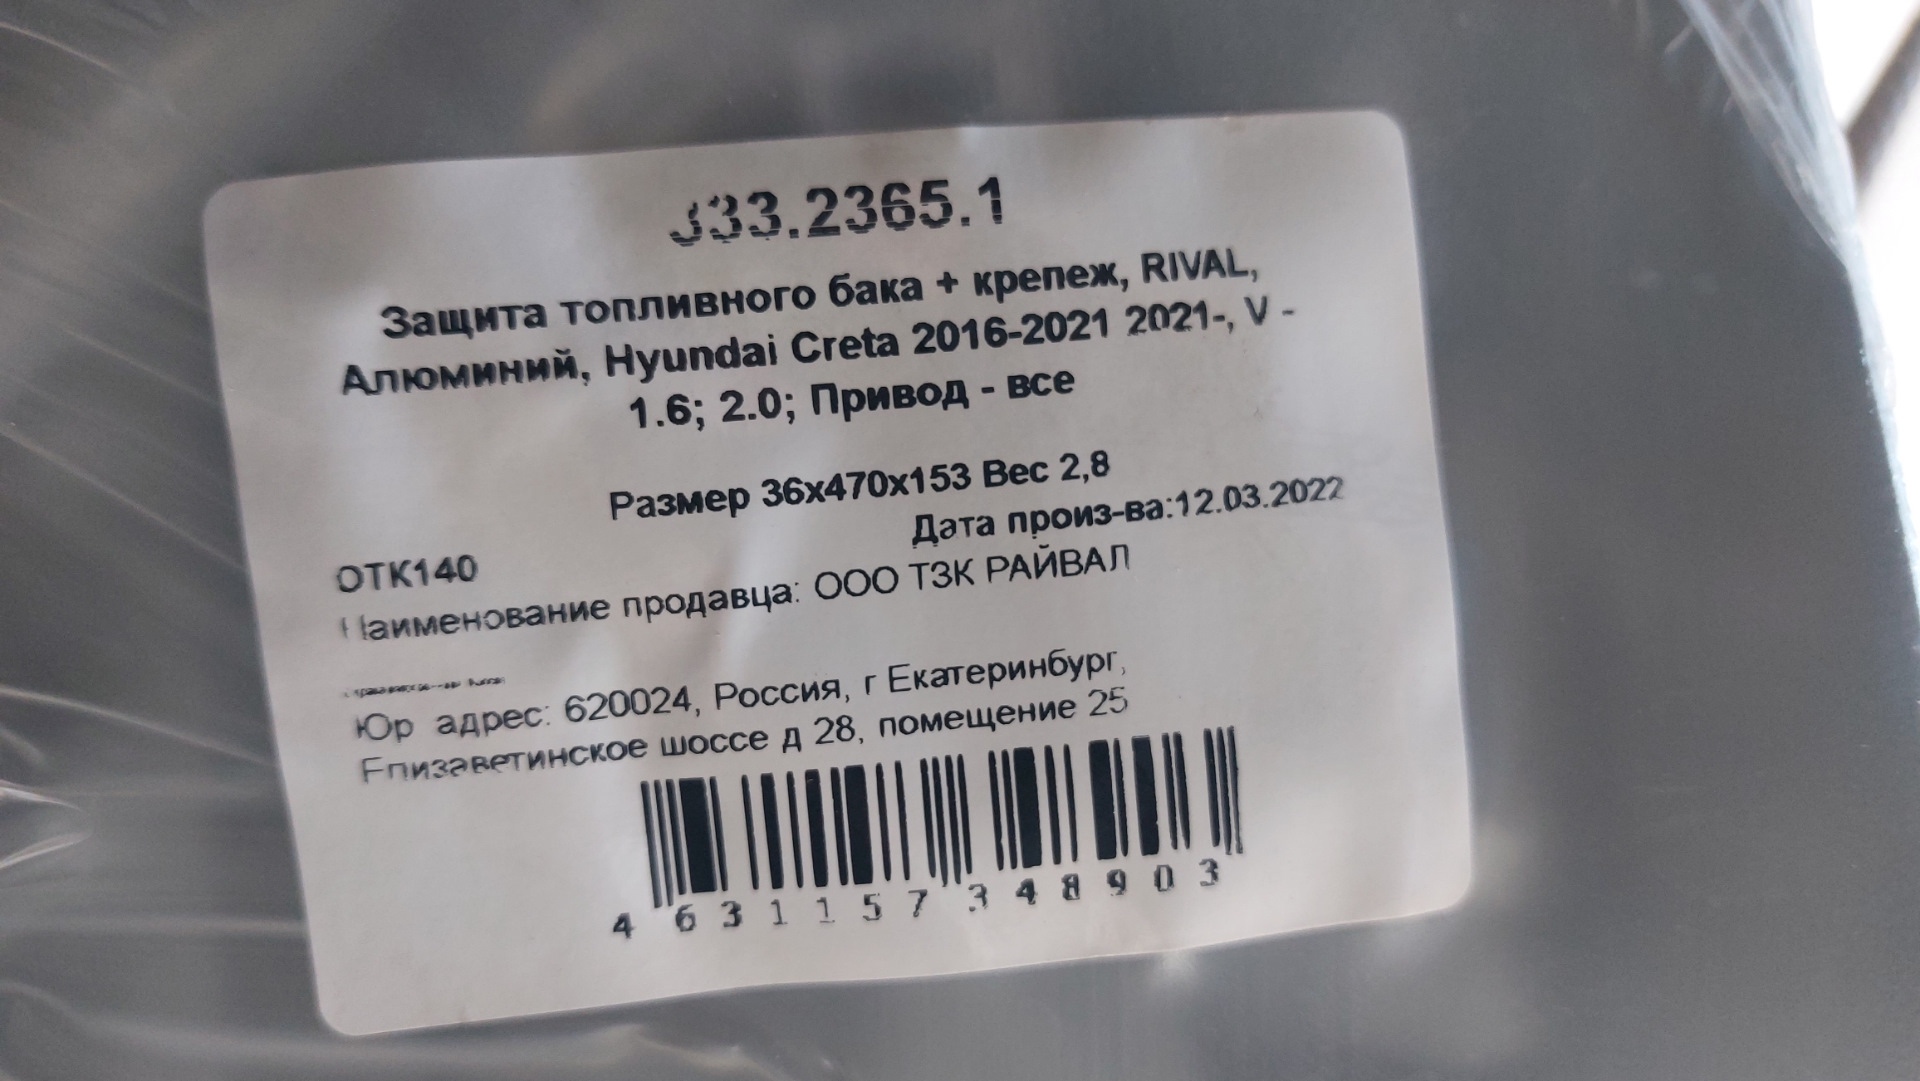 333.2365.1
Защита топливного бака + крепеж, RIVAL,
Алюминий, Hyundai Creta 2016-2021 2021-, V -
1.6; 2.0; Привод - все
Размер 36x470x153 Вес 2,8
Дата произ-ва:12.03.2022
ОТК140
Наименование продавца: ООО ТЗК РАЙВАЛ
Юр адрес: 620024, Россия, г Екатеринбург,
Елизаветинское шоссе д 28, помещение 25
4 631157 348903